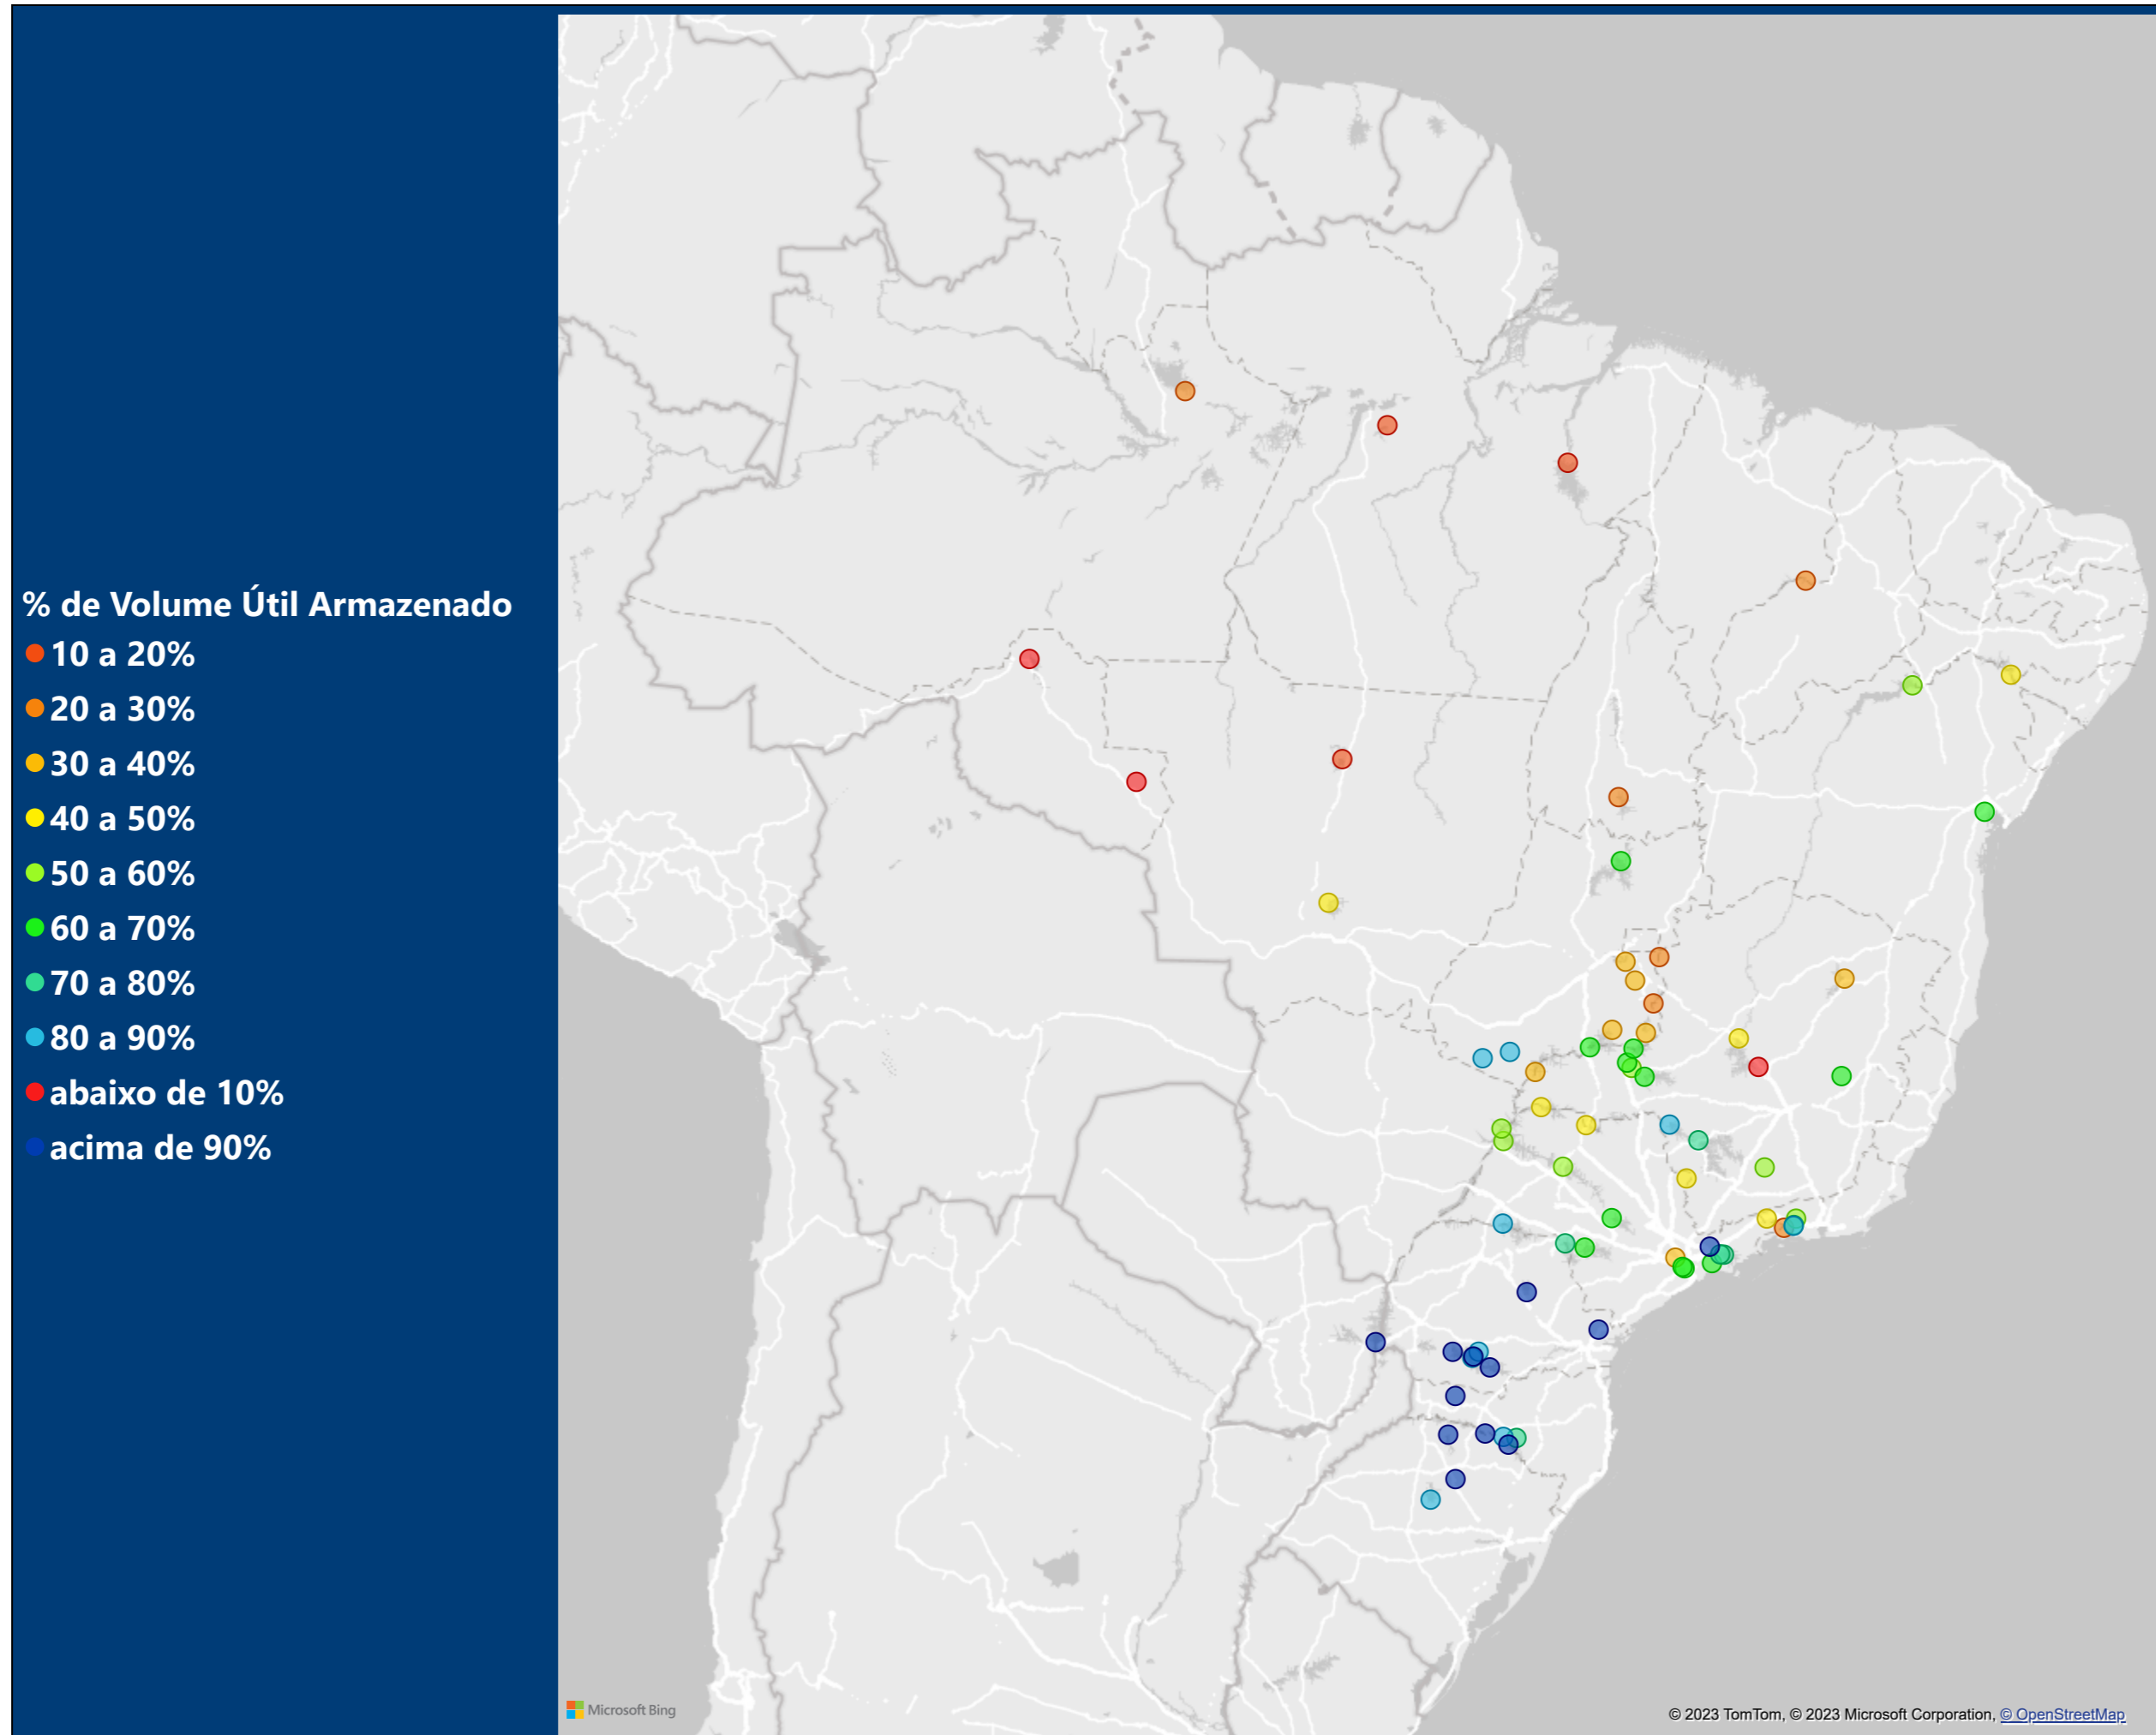 % de Volume Útil Armazenado
10 a 20%
20 a 30%
30 a 40%
40 a 50%
50 a 60%
60 a 70%
70 a 80%
80 a 90%
abaixo de 10%
acima de 90%
Microsoft Bing
© 2023 TomTom, © 2023 Microsoft Corporation, © OpenStreetMap